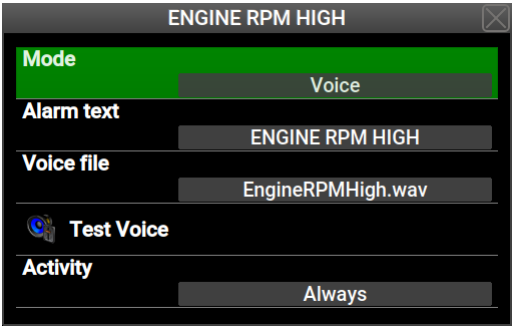 ENGINE RPM HIGH
Mode
Voice
Alarm text
ENGINE RPM HIGH
Voice file
EngineRPMHigh.wav
Test Voice
Activity
Always